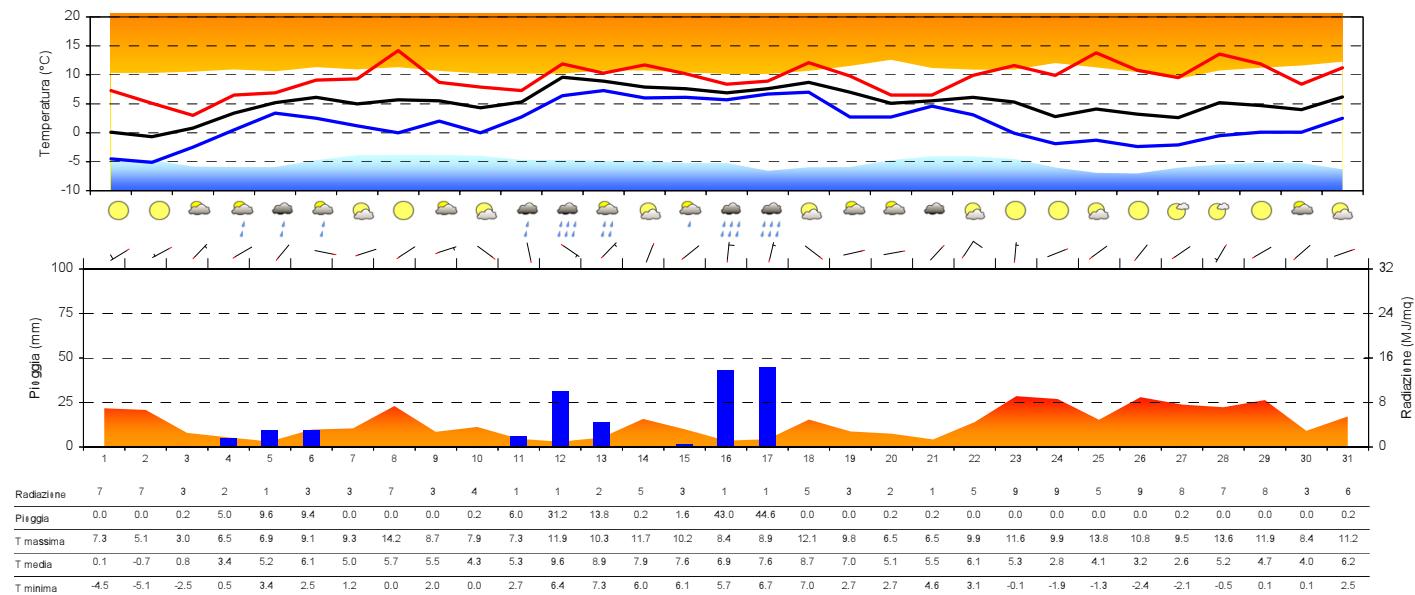 20
15
10
5
0
-5
-10
Temperatura (°C)
100
75
50
25
0
Pioggia (mm)
32
24
16
8
0
Radiazione (MJ/mq)
1 2 3 4 5 6 7 8 9 10 11 12 13 14 15 16 17 18 19 20 21 22 23 24 25 26 27 28 29 30 31
Radiazione 7 7 3 2 1 3 3 7 3 4 1 1 2 5 3 1 1 5 3 2 1 5 9 9 5 9 8 7 8 3 6
Pioggia 0.0 0.0 0.2 5.0 9.6 9.4 0.0 0.0 0.0 0.2 6.0 31.2 13.8 0.2 1.6 43.0 44.6 0.0 0.0 0.2 0.2 0.0 0.0 0.0 0.0 0.0 0.2 0.0 0.0 0.0 0.2
T massima 7.3 5.1 3.0 6.5 6.9 9.1 9.3 14.2 8.7 7.9 7.3 11.9 10.3 11.7 10.2 8.4 8.9 12.1 9.8 6.5 6.5 9.9 11.6 9.9 13.8 10.8 9.5 13.6 11.9 8.4 11.2
T media 0.1 -0.7 0.8 3.4 5.2 6.1 5.0 5.7 5.5 4.3 5.3 9.6 8.9 7.9 7.6 6.9 7.6 8.7 7.0 5.1 5.5 6.1 5.3 2.8 4.1 3.2 2.6 5.2 4.7 4.0 6.2
T minima -4.5 -5.1 -2.5 0.5 3.4 2.5 1.2 0.0 2.0 0.0 2.7 6.4 7.3 6.0 6.1 5.7 6.7 7.0 2.7 2.7 4.6 3.1 -0.1 -1.9 -1.3 -2.4 -2.1 -0.5 0.1 0.1 2.5